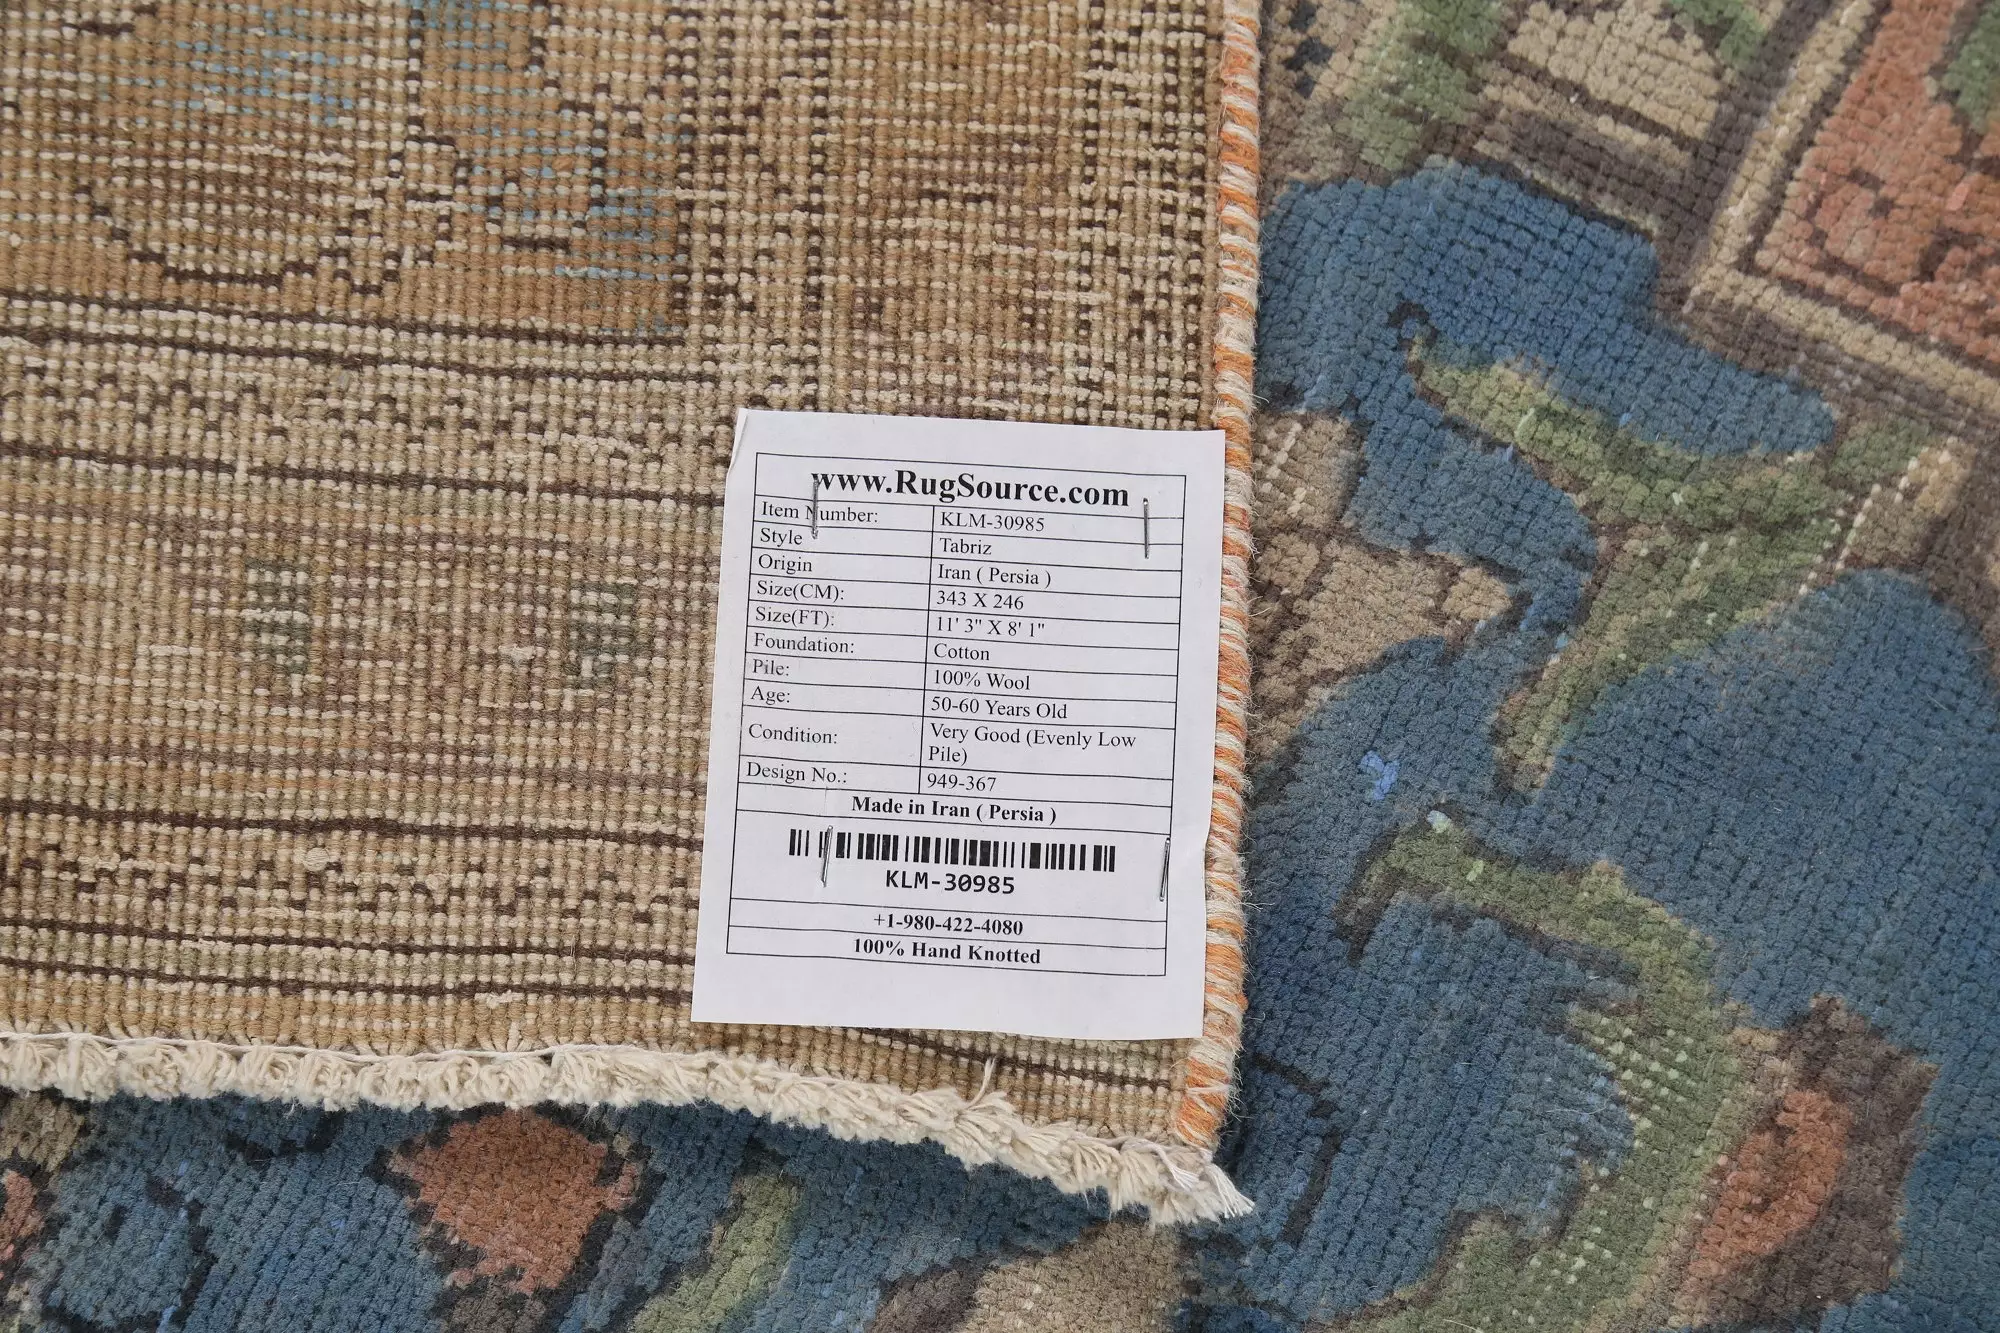 www.RugSource.com
Item Number: KLM-30985
Style Tabriz
Origin Iran ( Persia )
Size(CM): 343 X 246
Size(FT): 11' 3" X 8' 1"
Foundation: Cotton
Pile: 100% Wool
Age: 50-60 Years Old
Condition: Very Good (Evenly Low
Pile)
Design No.: 949-367
Made in Iran ( Persia )
KLM-30985
+1-980-422-4080
100% Hand Knotted